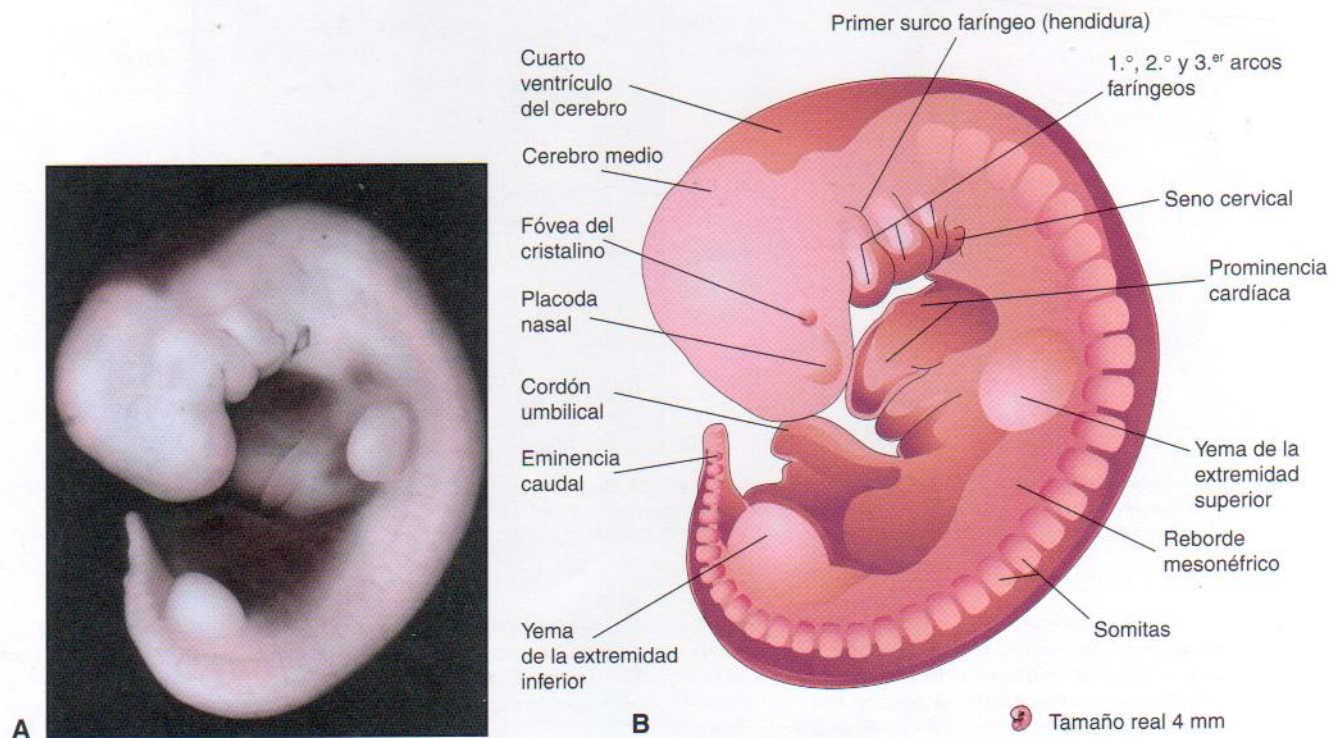 Primer surco faríngeo (hendidura)
Cuarto
ventrículo
del cerebro
1.°, 2.° y 3.er arcos
faríngeos
Cerebro medio
Seno cervical
Fóvea del
cristalino
Prominencia
cardíaca
Placoda
nasal
Cordón
umbilical
Eminencia
caudal
Yema de la
extremidad
superior
Reborde
mesonéfrico
Yema
de la extremidad
inferior
Somitas
A
B
Tamaño real 4 mm